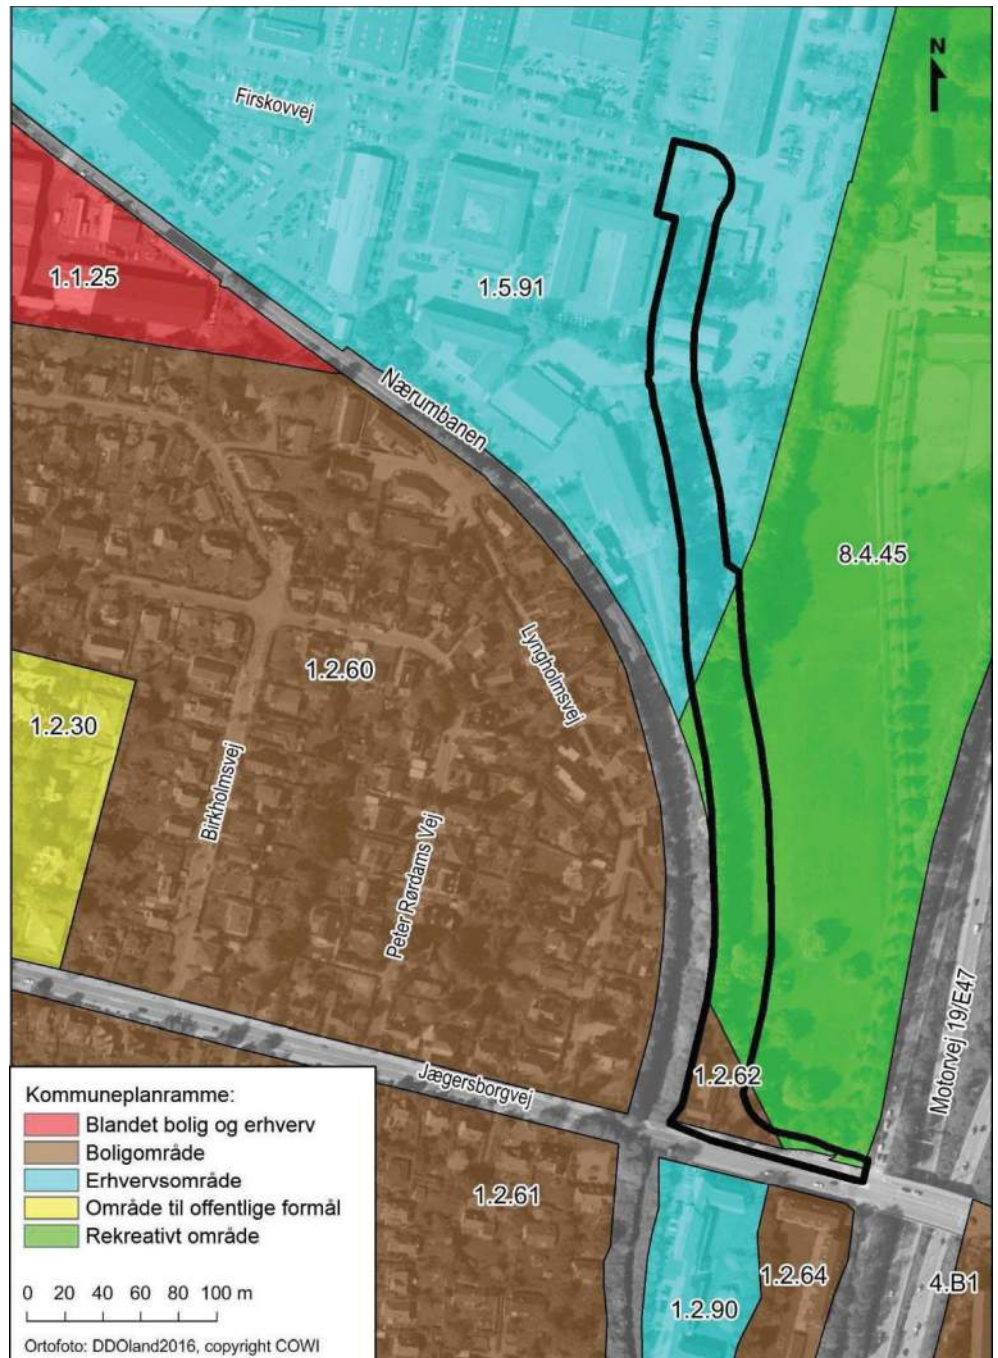 N
Firskovvej
1.1.25
1.5.91
Nærumbanen
8.4.45
Lyngholmsvej
1.2.60
1.2.30
Birkholmsvej
Peter Rørdams Vej
Motorvej 19/E47
1.2.62
Jægersborgvej
1.2.61
1.2.64
4.B1
1.2.90
Kommuneplanramme:
Blandet bolig og erhverv
Boligområde
Erhvervsområde
Område til offentlige formål
Rekreativt område
0 20 40 60 80 100 m
Ortofoto: DDOland2016, copyright COWI